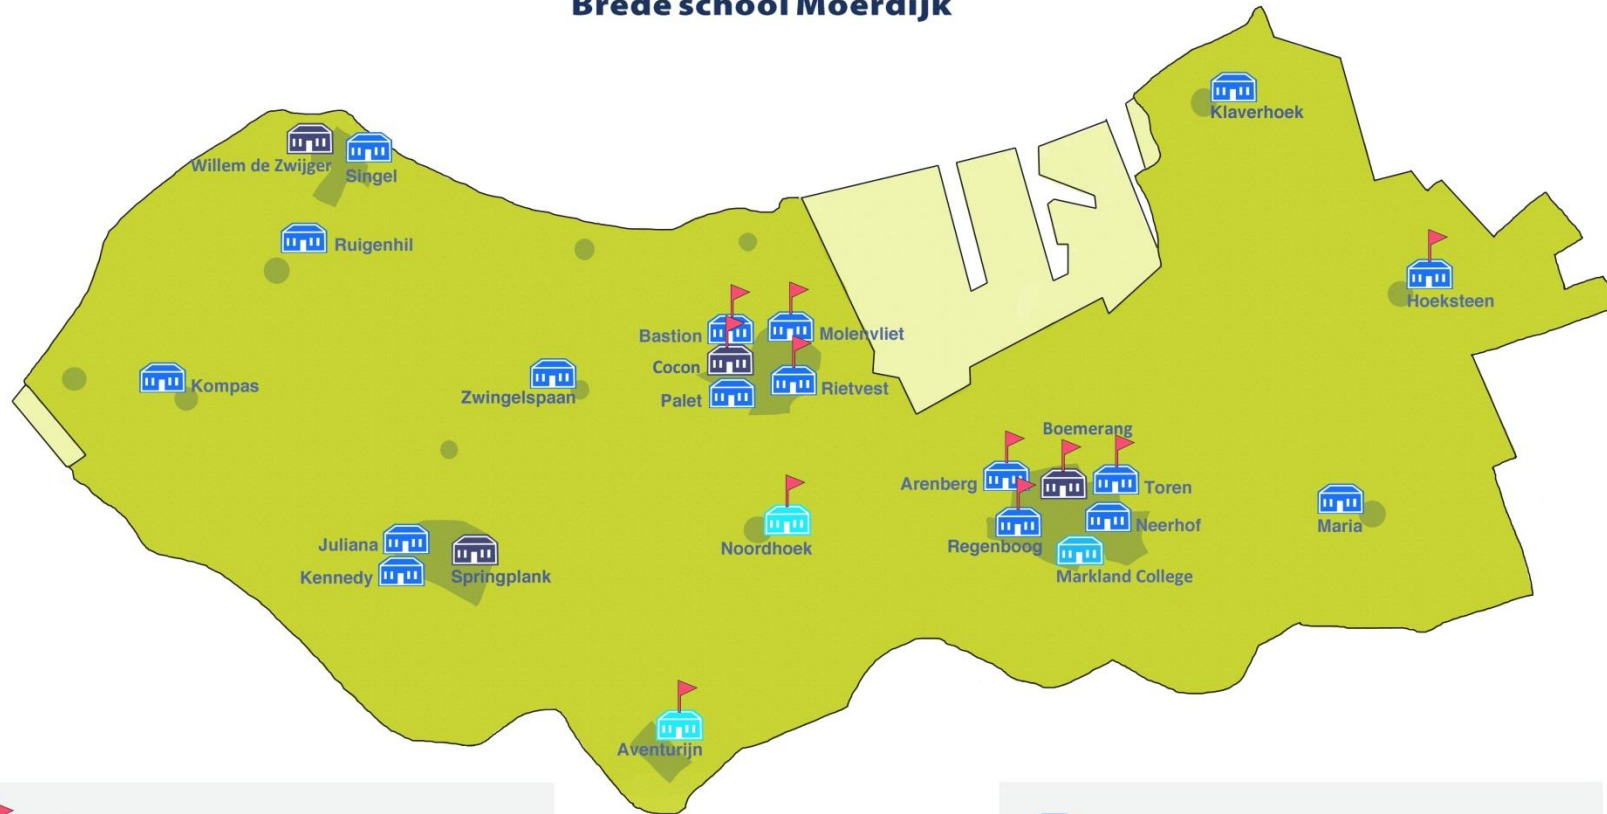 Brede school Moerdijk
Klaverhoek
Willem de Zwijger
Singel
Ruigenhil
Hoeksteen
Bastion
Molenvliet
Cocon
Kompas
Zwingelspaan
Palet
Rietvest
Boemerang
Arenberg
Toren
Maria
Neerhof
Juliana
Noordhoek
Regenboog
Kennedy
Springplank
Markland College
Aventurijn